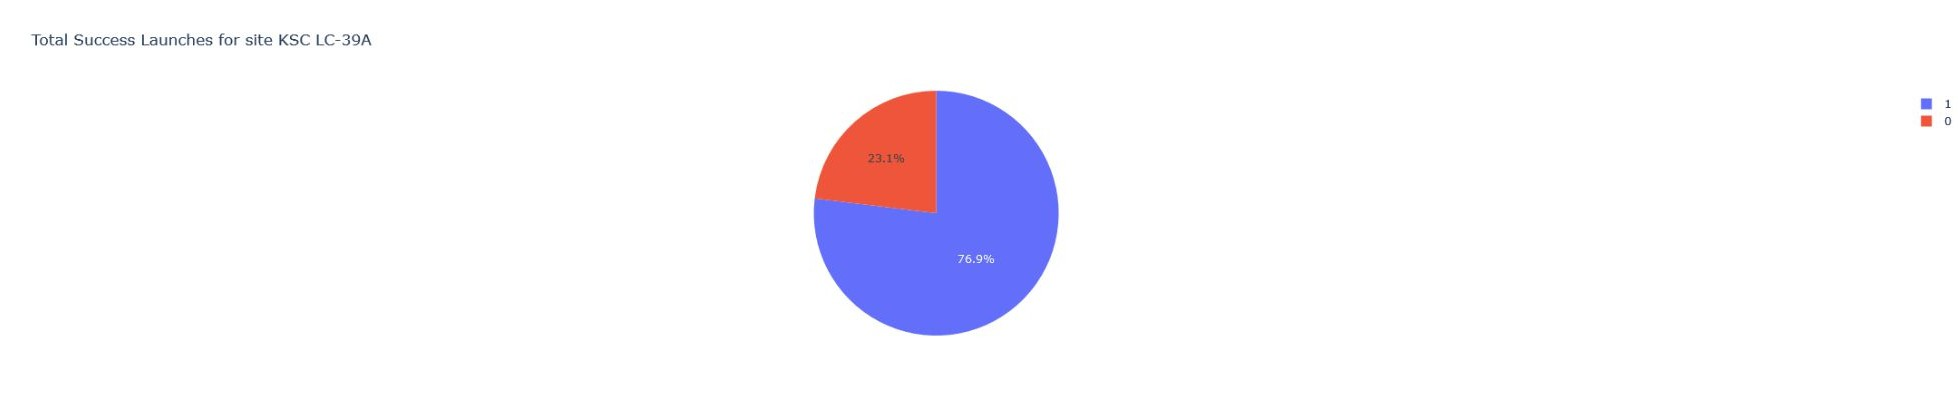 Total Success Launches for site KSC LC-39A
1
0
23.1%
76.9%